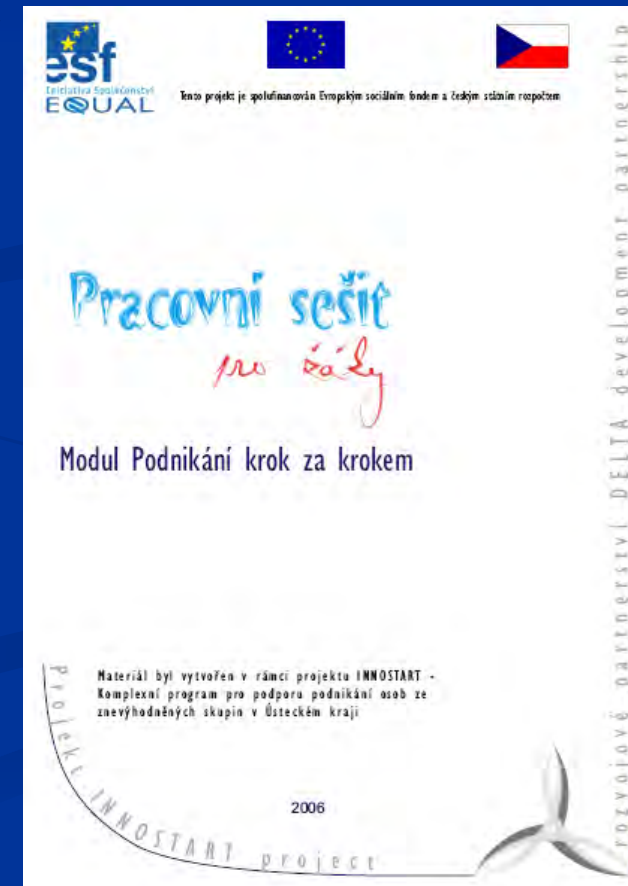 esf
Iniciativa Společenství
EQUAL
Tento projekt je spolufinancován Evropským sociálním fondem a českým státním rozpočtem
Pracovní sešit
pro žáky
Modul Podnikání krok za krokem
Materiál byl vytvořen v rámci projektu INNOSTART -
Komplexní program pro podporu podnikání osob ze
znevýhodněných skupin v Ústeckém kraji
2006
Projekt INNOSTART project
rozvojové partnerství DELTA development partnership